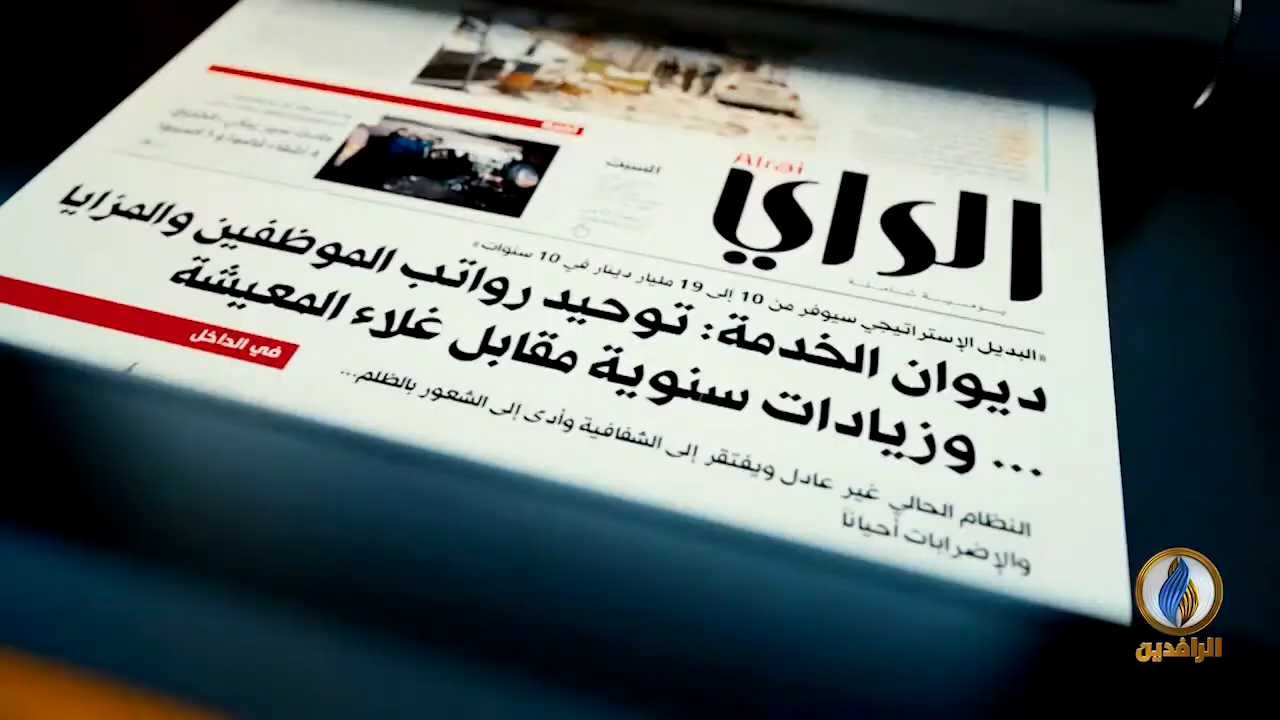 السبت
Alrai
الراي
«البديل الإستراتيجي سيوفر من 10 إلى 19 مليار دينار في 10 سنوات»
ديوان الخدمة: توحيد رواتب الموظفين والمزايا
... وزيادات سنوية مقابل غلاء المعيشة
النظام الحالي غير عادل ويفتقر إلى الشفافية وأدى إلى الشعور بالظلم...
والإضرابات أحياناً
في الداخل
الرافدين